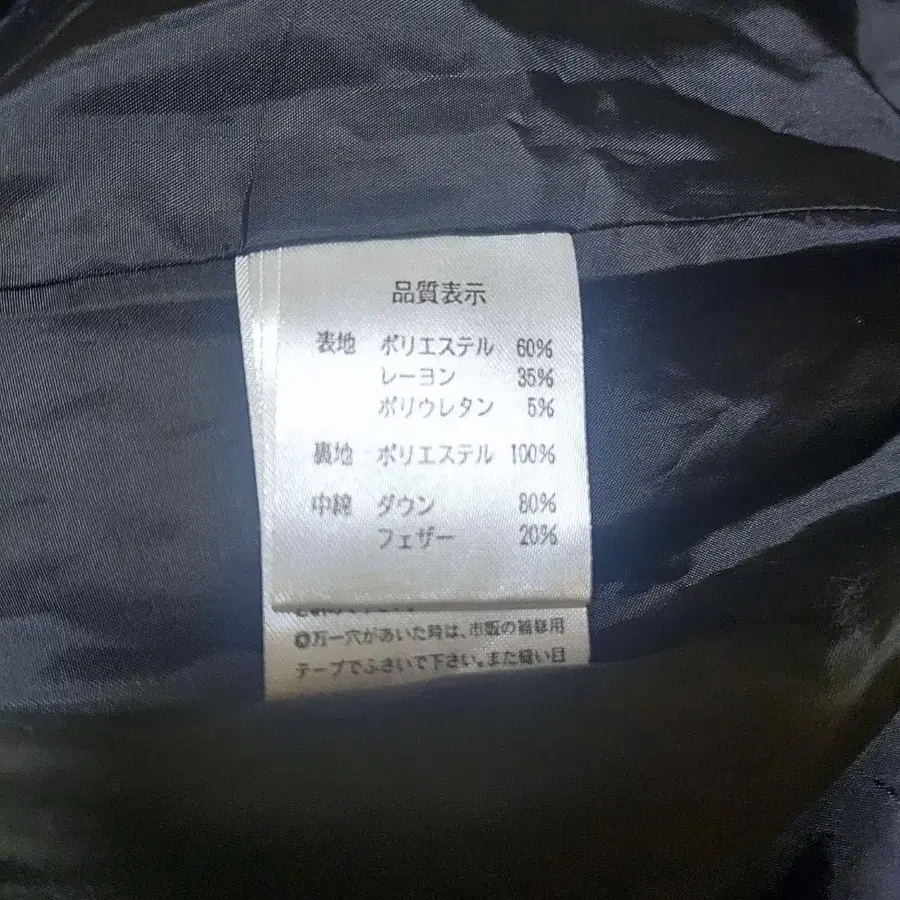 品質表示
表地 ポリエステル 60%
レーヨン 35%
ポリウレタン 5%
裏地 ポリエステル 100%
中綿 ダウン 80%
フェザー 20%
◎万一穴があいた時は、市販の補修用
テープでふさいで下さい。また縫い目